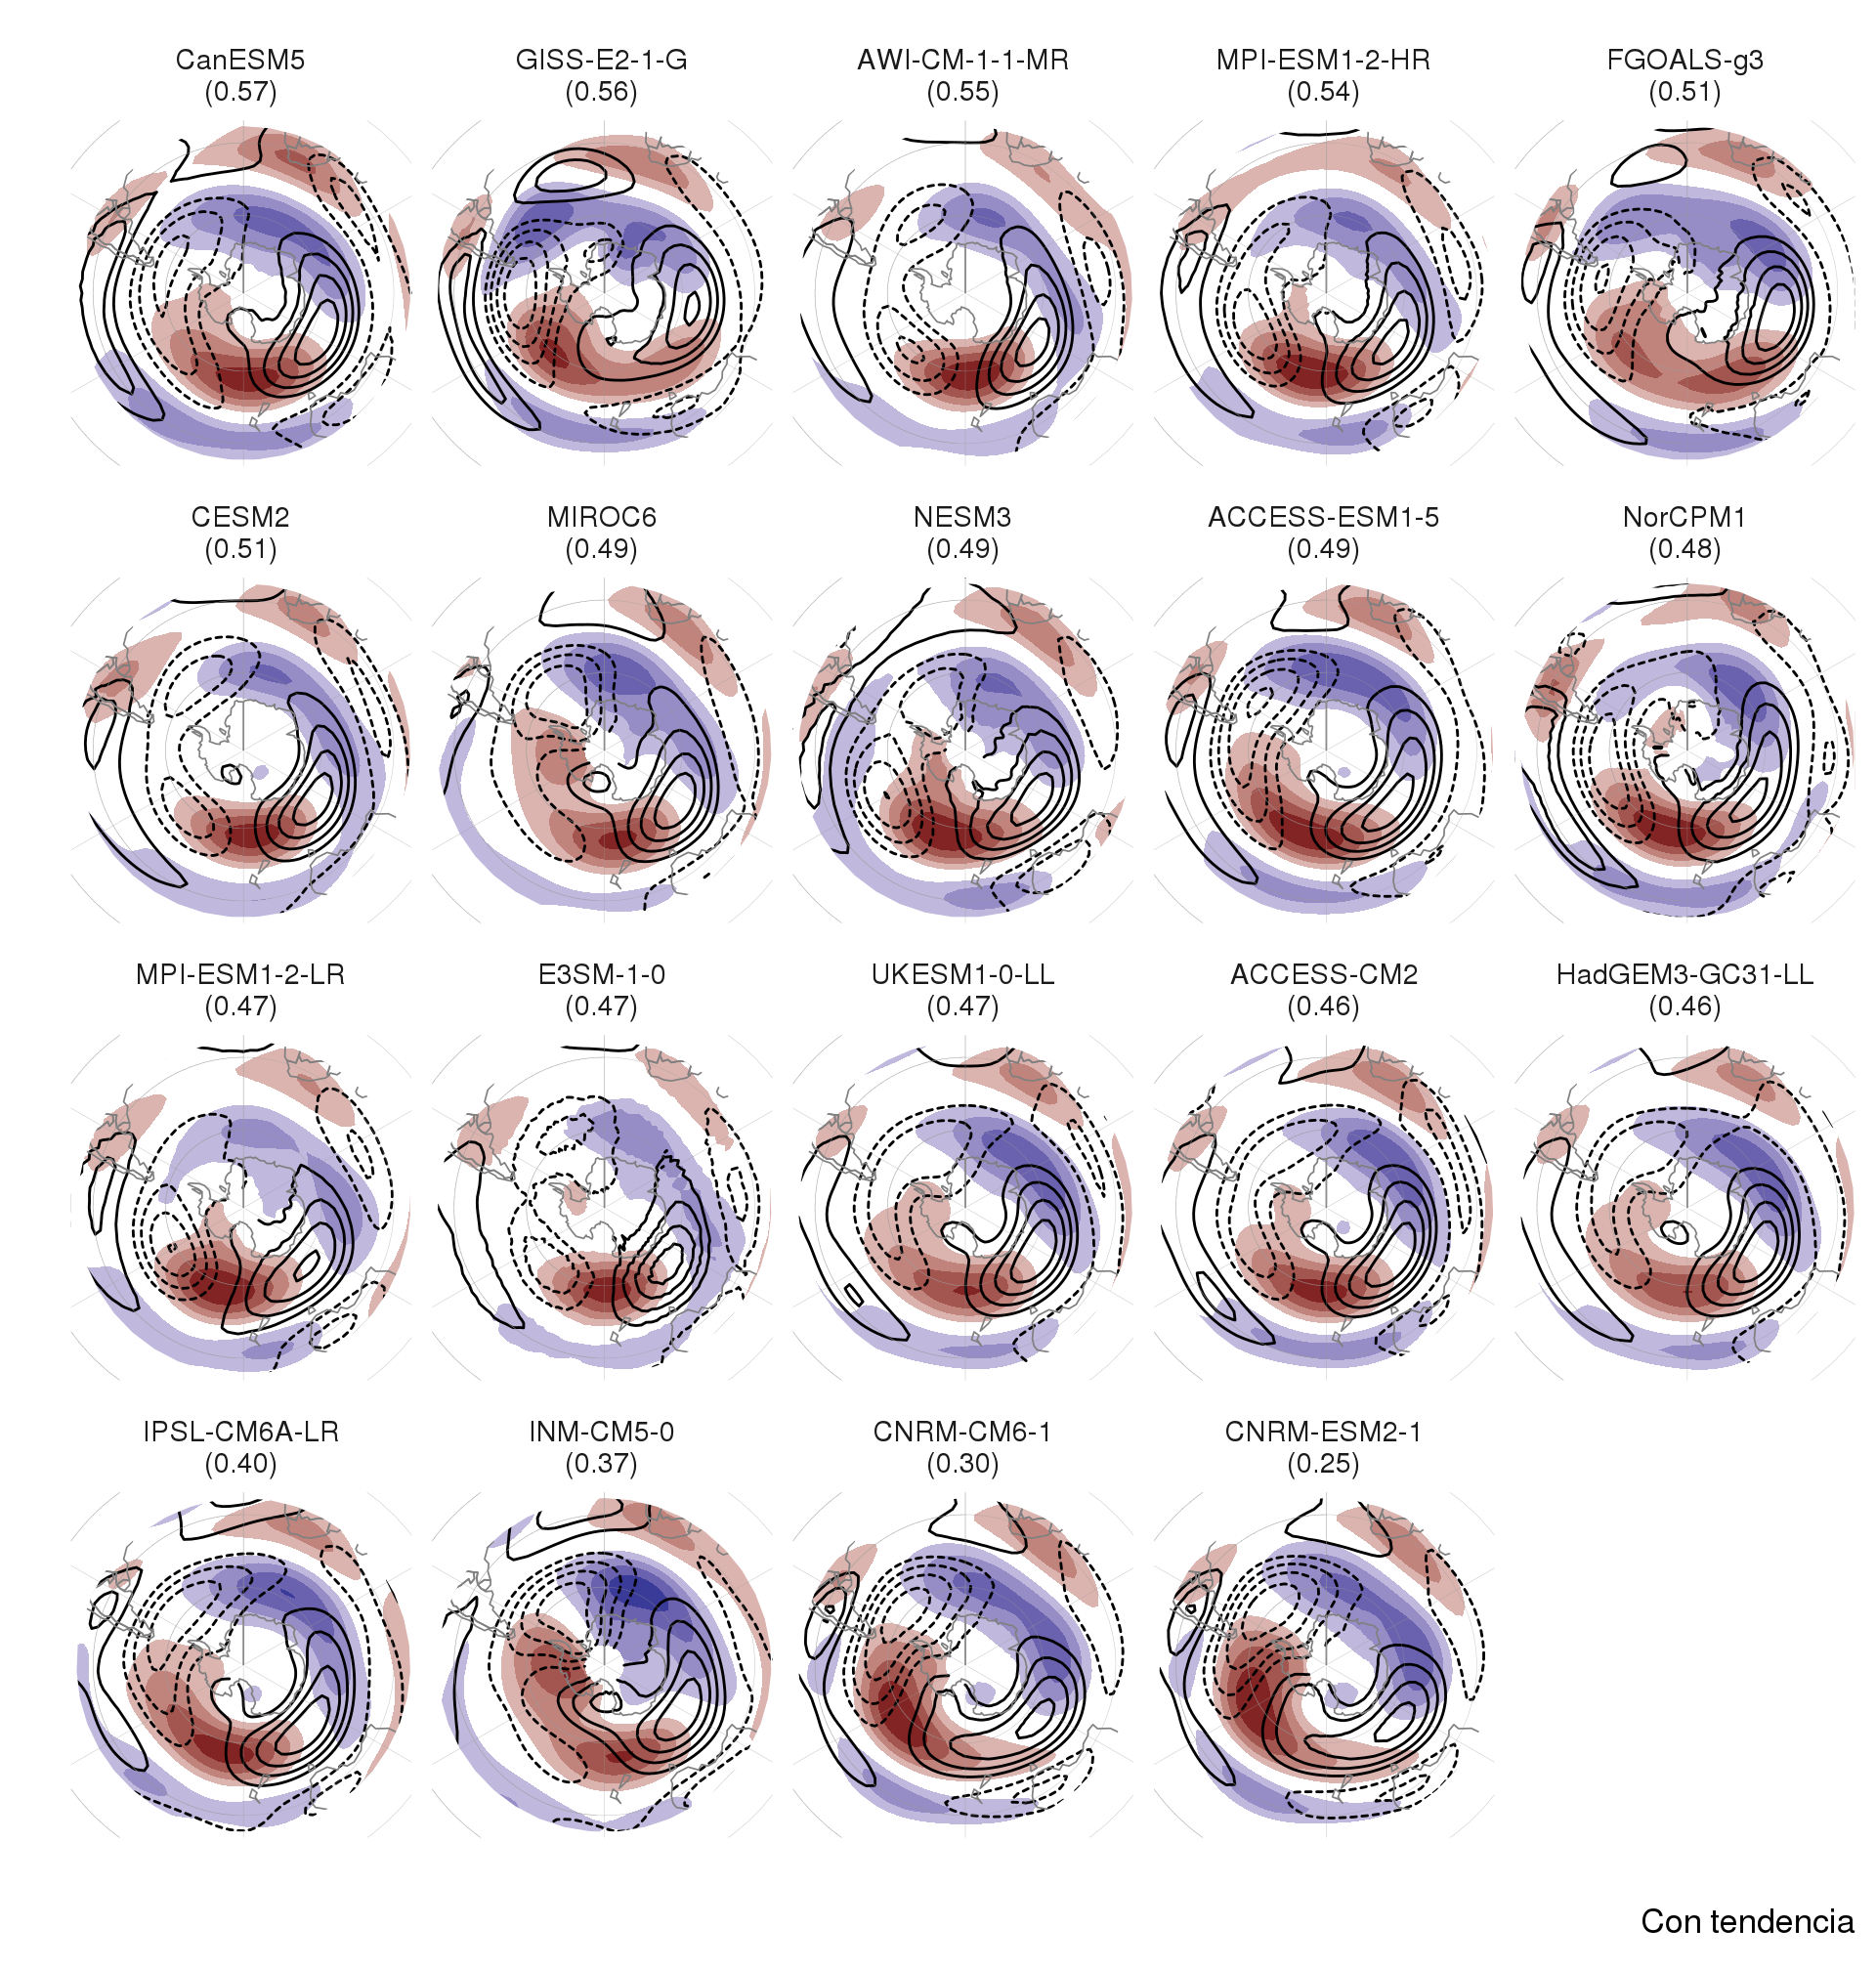 CanESM5
(0.57)
GISS-E2-1-G
(0.56)
AWI-CM-1-1-MR
(0.55)
MPI-ESM1-2-HR
(0.54)
FGOALS-g3
(0.51)
CESM2
(0.51)
MIROC6
(0.49)
NESM3
(0.49)
ACCESS-ESM1-5
(0.49)
NorCPM1
(0.48)
MPI-ESM1-2-LR
(0.47)
E3SM-1-0
(0.47)
UKESM1-0-LL
(0.47)
ACCESS-CM2
(0.46)
HadGEM3-GC31-LL
(0.46)
IPSL-CM6A-LR
(0.40)
INM-CM5-0
(0.37)
CNRM-CM6-1
(0.30)
CNRM-ESM2-1
(0.25)
Con tendencia